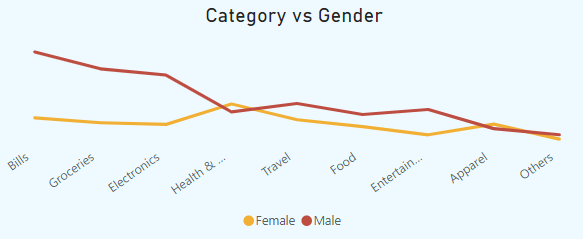 Category vs Gender
Bills
Groceries
Electronics
Health & ...
Travel
Food
Entertain...
Apparel
Others
Female
Male